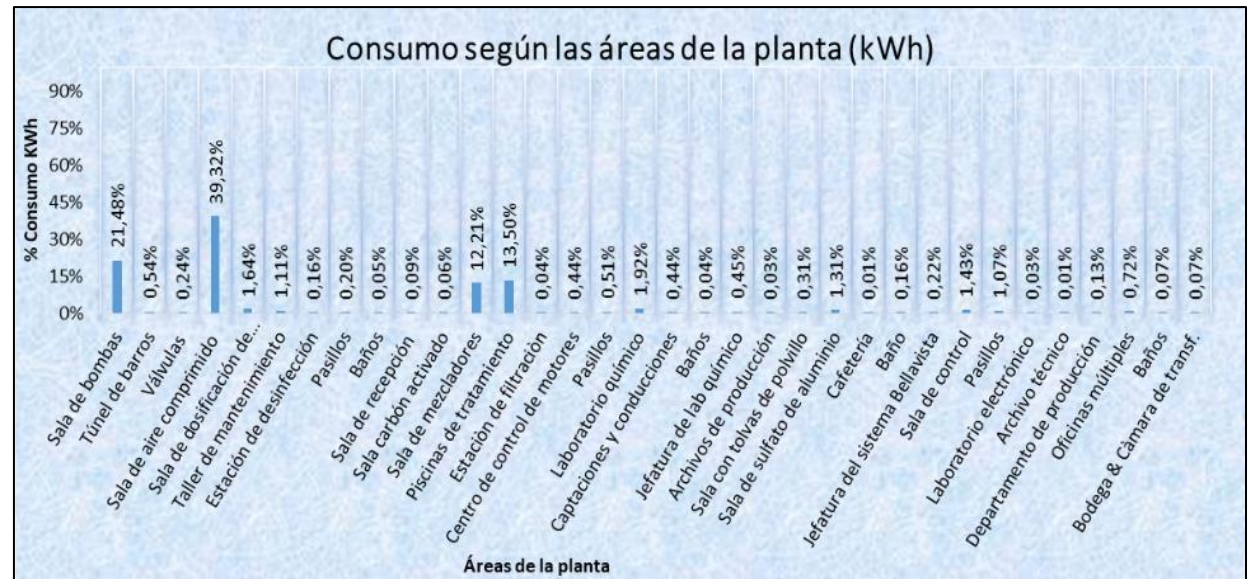 Consumo según las áreas de la planta (kWh)
% Consumo KWh
90%
75%
60%
45%
30%
15%
0%
21,48%
0,54%
0,24%
39,32%
1,64%
1,11%
0,16%
0,20%
0,05%
0,09%
0,06%
12,21%
13,50%
0,04%
0,44%
0,51%
1,92%
0,44%
0,04%
0,45%
0,03%
0,31%
1,31%
0,01%
0,16%
0,22%
1,43%
1,07%
0,03%
0,01%
0,13%
0,72%
0,07%
0,07%
Sala de bombas
Túnel de barros
Válvulas
Sala de aire comprimido
Sala de dosificación de...
Taller de mantenimiento
Estación de desinfección
Pasillos
Baños
Sala de recepción
Sala carbón activado
Sala de mezcladores
Piscinas de tratamiento
Estación de filtración
Centro de control de motores
Pasillos
Laboratorio químico
Captaciones y conducciones
Baños
Jefatura de lab químico
Archivos de producción
Sala con tolvas de polvillo
Sala de sulfato de aluminio
Cafetería
Baño
Jefatura del sistema Bellavista
Sala de control
Pasillos
Laboratorio electrónico
Archivo técnico
Departamento de producción
Oficinas múltiples
Baños
Bodega & Càmara de transf.
Áreas de la planta